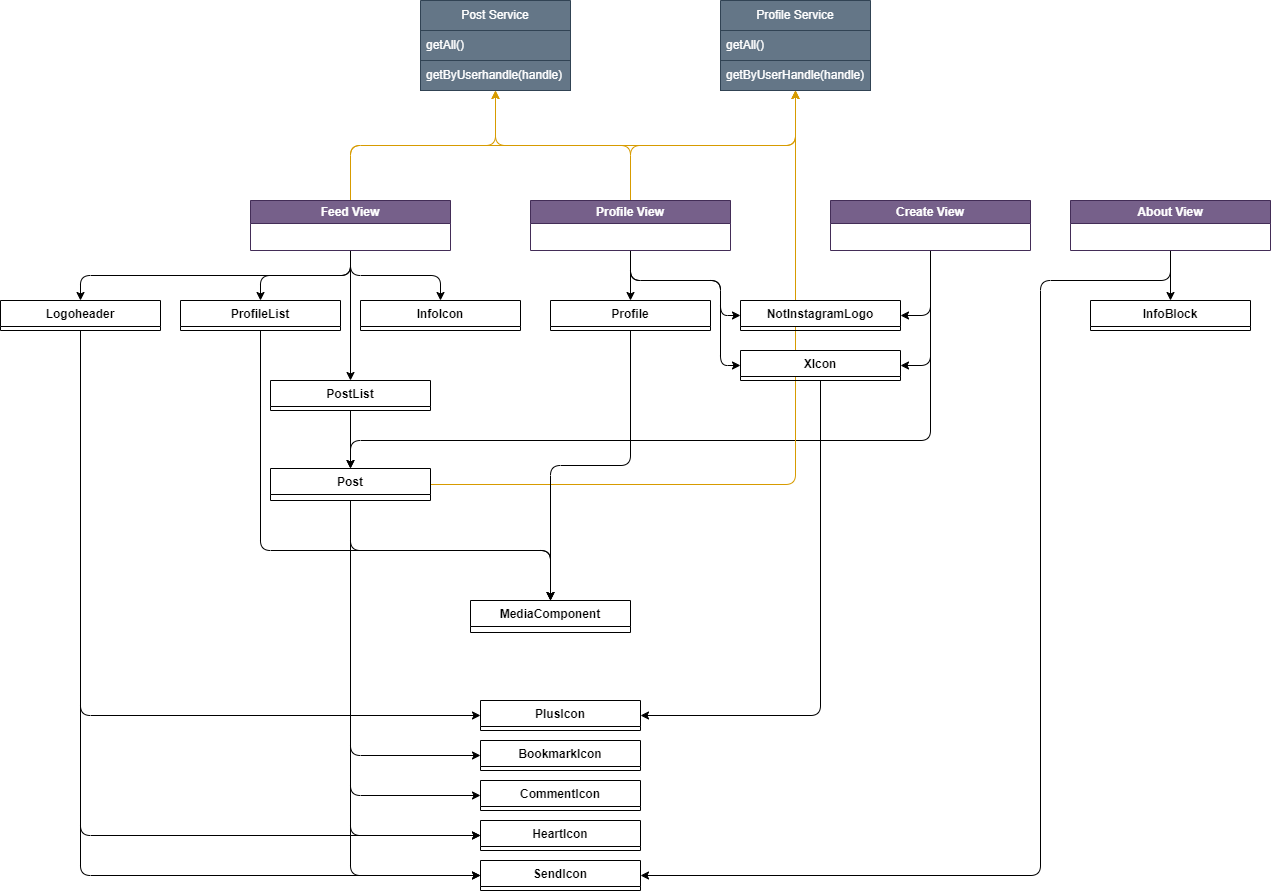 Post Service
getAll()
getByUserhandle(handle)
Profile Service
getAll()
getByUserHandle(handle)
Feed View
Profile View
Create View
About View
Logoheader
ProfileList
InfoIcon
Profile
NotInstagramLogo
InfoBlock
XIcon
PostList
Post
MediaComponent
PlusIcon
BookmarkIcon
CommentIcon
HeartIcon
SendIcon